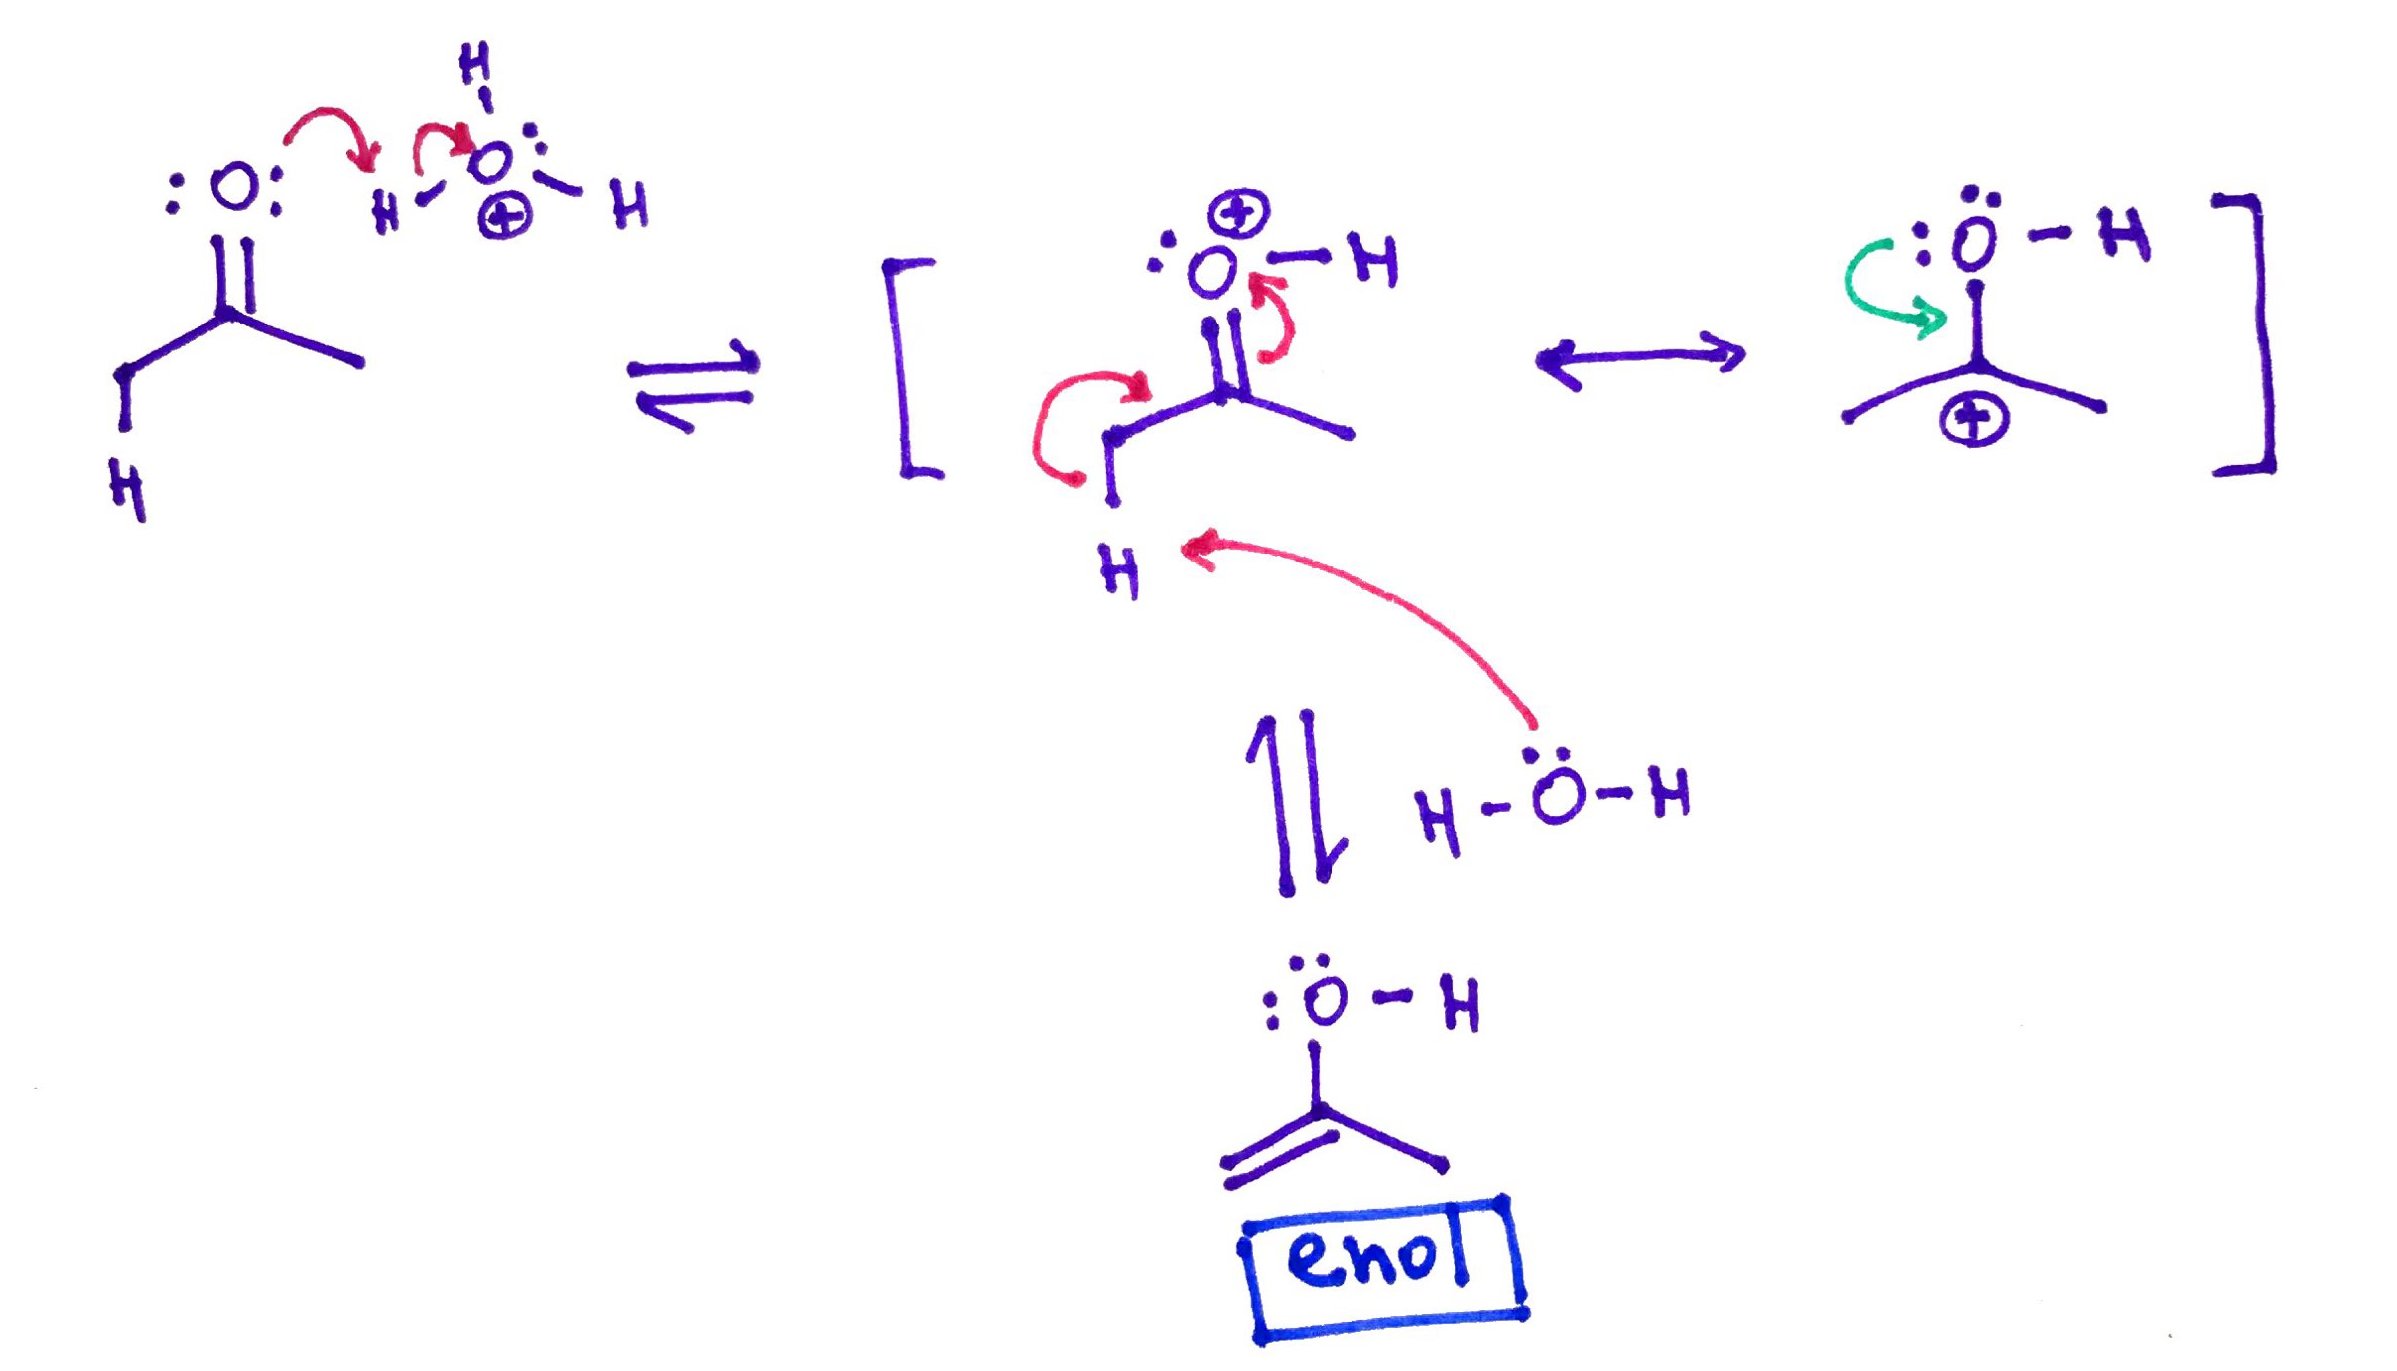 H
:O: H - O: - H
⊕
H
⊕
:O - H
H
:O - H
⊕
H - O - H
:O - H
enol